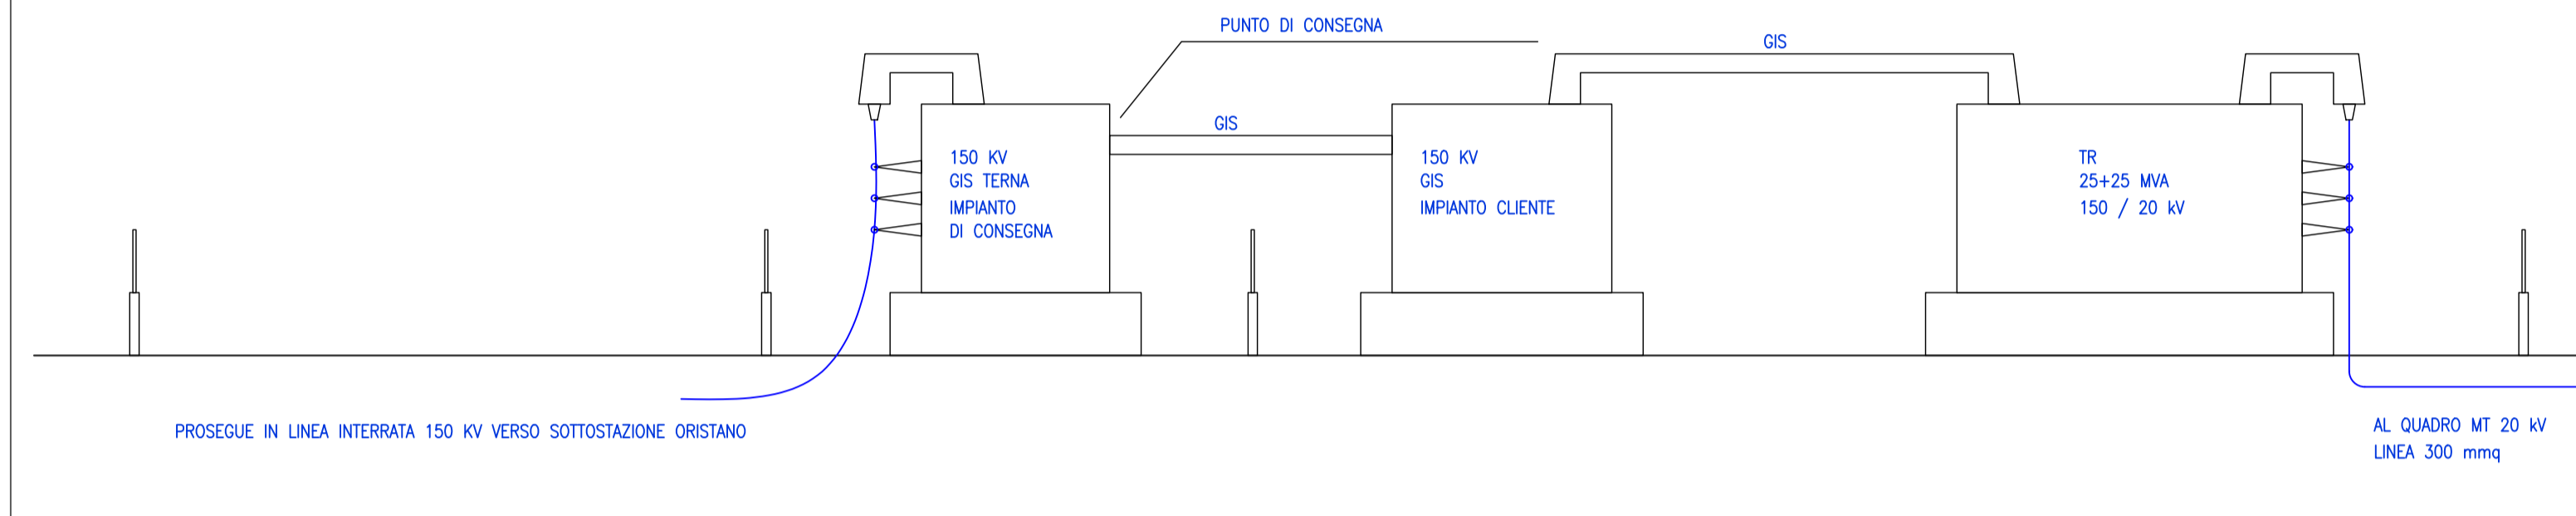 PUNTO DI CONSEGNA
GIS
GIS
150 KV
GIS TERNA
IMPIANTO
DI CONSEGNA
150 KV
GIS
IMPIANTO CLIENTE
TR
25+25 MVA
150 / 20 kV
PROSEGUE IN LINEA INTERRATA 150 KV VERSO SOTTOSTAZIONE ORISTANO
AL QUADRO MT 20 kV
LINEA 300 mmq